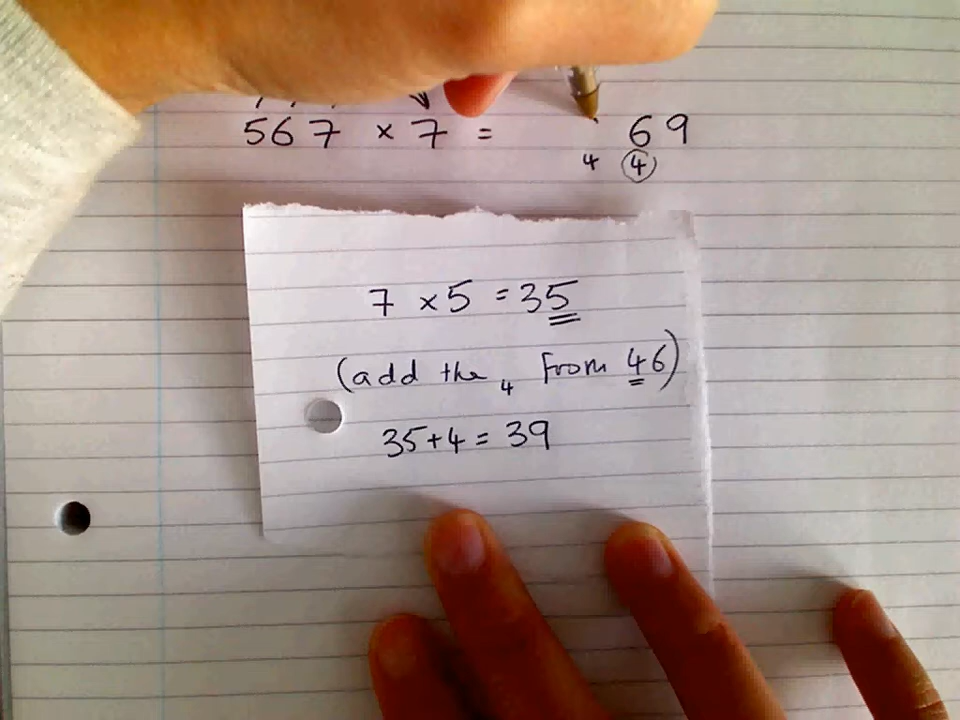 567 × 7 = 69
4 4
7 × 5 = 35
(add the 4 from 46)
35+4 = 39